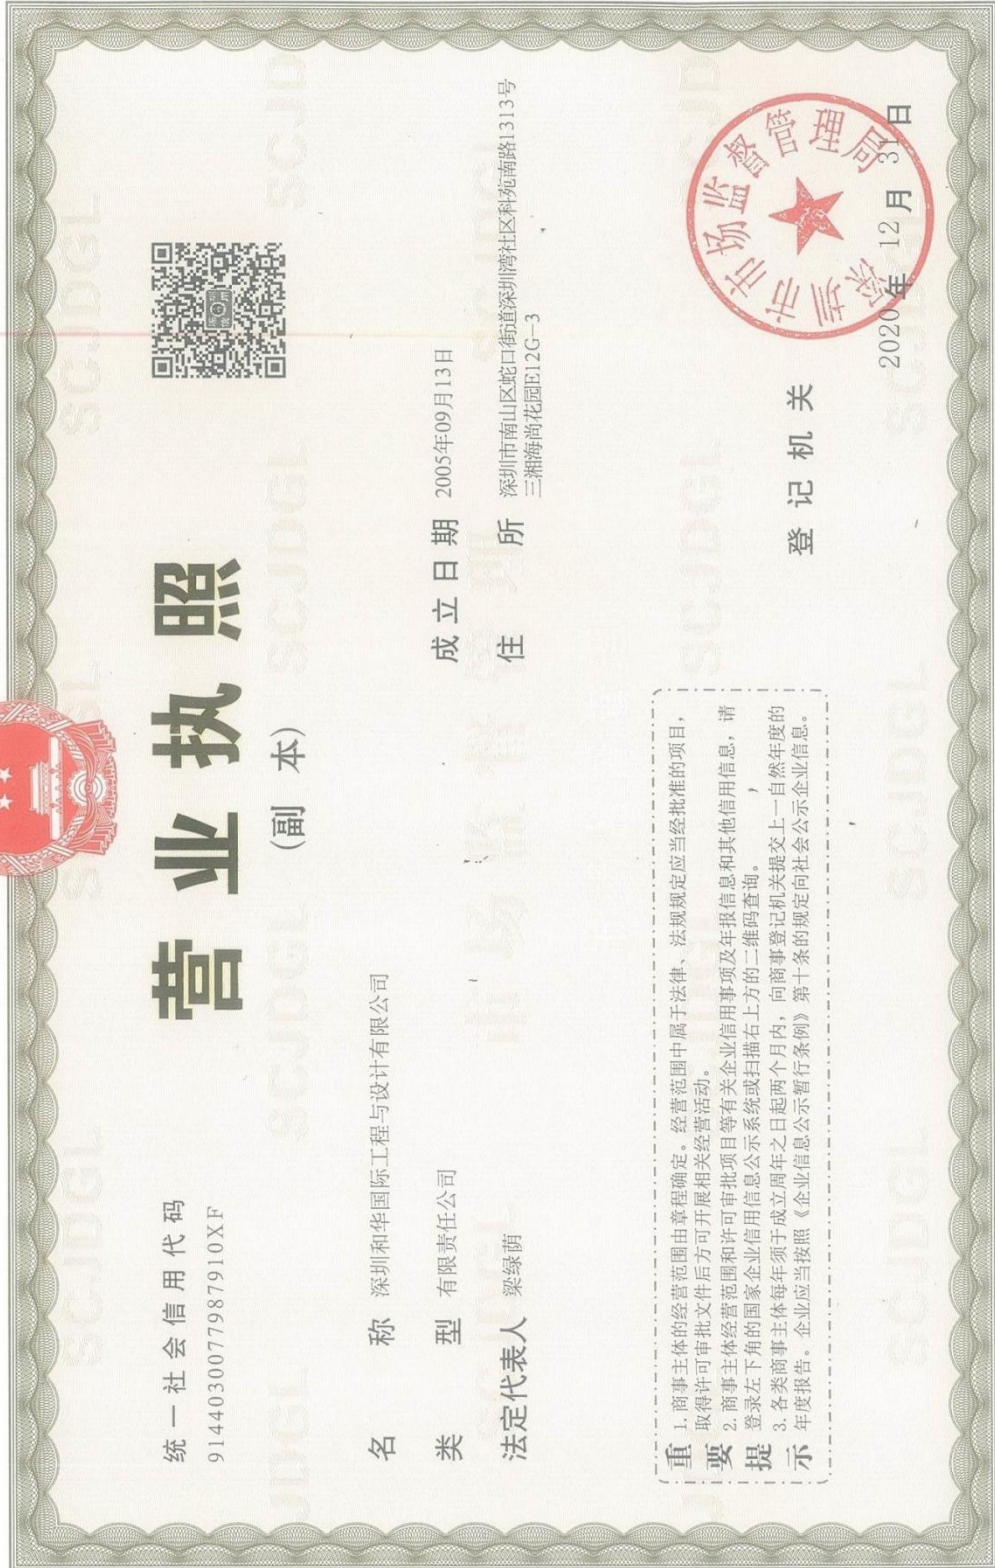 统一社会信用代码
91440300779879​10XF
营业执照
(副 本)
名 称 深圳和华国际工程与设计有限公司
类 型 有限责任公司
法定代表人 梁绿荫
成立日期 2005年09月13日
住 所 深圳市南山区蛇口街道深圳湾社区科苑南路1313号
三湘海尚花园E12G-3
重要提示
1. 商事主体的经营范围由章程确定。经营范围中属于法律、法规规定应当经批准的项目,
取得许可审批文件后方可开展相关经营活动。
2. 商事主体经营范围和许可审批项目等有关企业信用事项及年报信息和其他信用信息, 请
登录左下角的国家企业信用信息公示系统或扫描右上方的二维码查询。
3. 各类商事主体每年须于成立周年之日起两个月内, 向商事登记机关提交上一自然年度的
年度报告。企业应当按照《企业信息公示暂行条例》第十条的规定向社会公示企业信息。
登记机关
深圳市市场监督管理局
2020年 12月 31日
SCJDGL